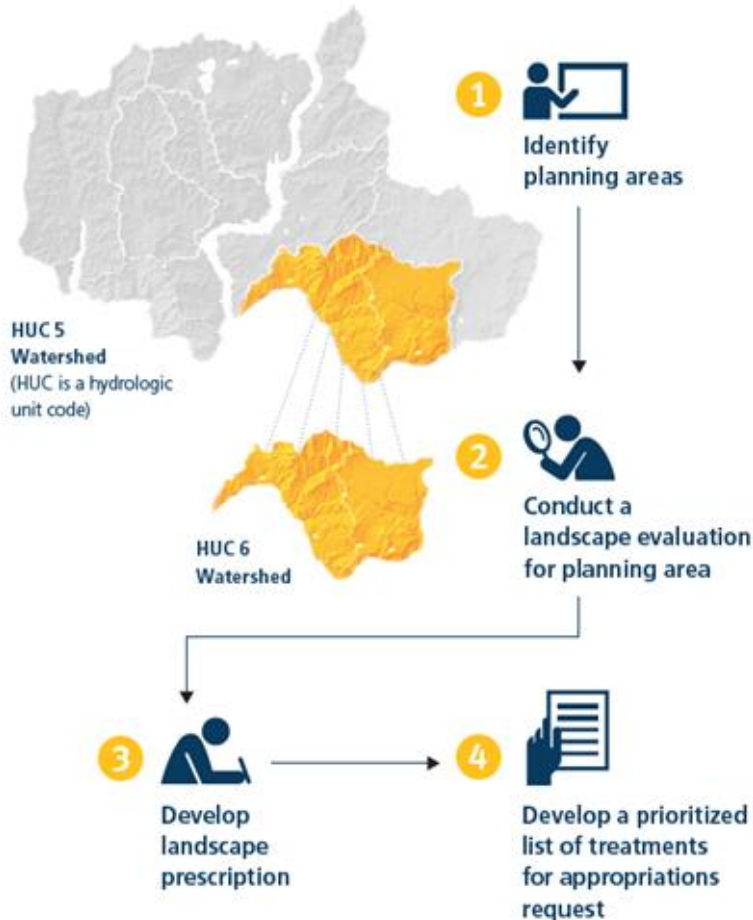 1
Identify
planning areas
HUC 5
Watershed
(HUC is a hydrologic
unit code)
2
Conduct a
landscape evaluation
for planning area
HUC 6
Watershed
3
Develop
landscape
prescription
4
Develop a prioritized
list of treatments
for appropriations
request